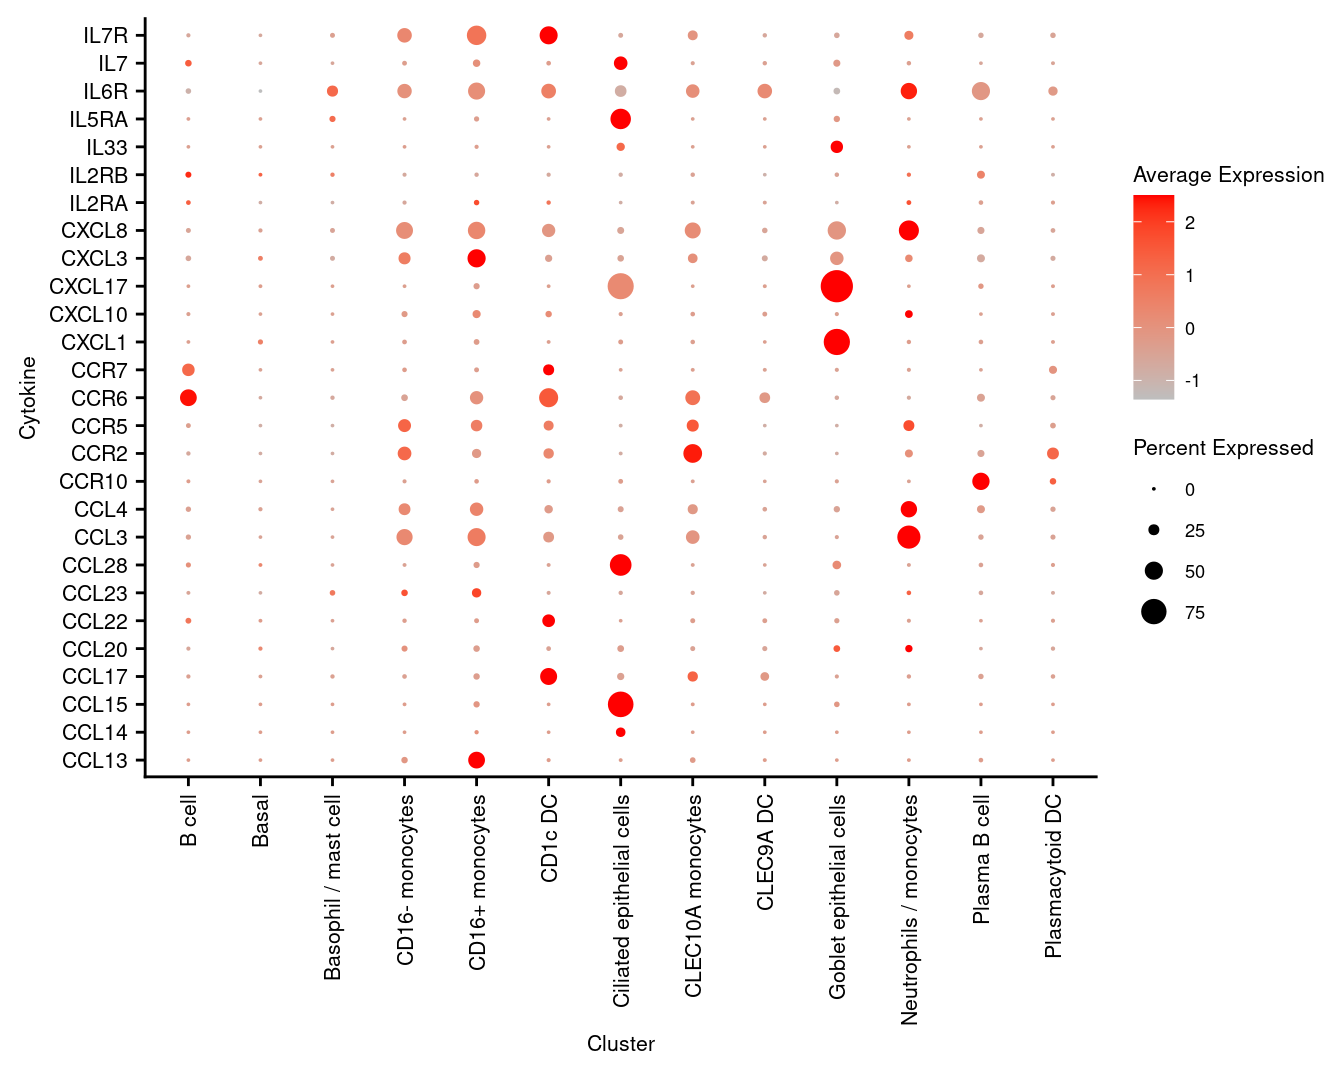 IL7R
IL7
IL6R
IL5RA
IL33
IL2RB
IL2RA
CXCL8
CXCL3
CXCL17
CXCL10
CXCL1
CCR7
CCR6
CCR5
CCR2
CCR10
CCL4
CCL3
CCL28
CCL23
CCL22
CCL20
CCL17
CCL15
CCL14
CCL13
Cytokine
B cell
Basal
Basophil / mast cell
CD16- monocytes
CD16+ monocytes
CD1c DC
Ciliated epithelial cells
CLEC10A monocytes
CLEC9A DC
Goblet epithelial cells
Neutrophils / monocytes
Plasma B cell
Plasmacytoid DC
Cluster
Average Expression
2
1
0
-1
Percent Expressed
0
25
50
75